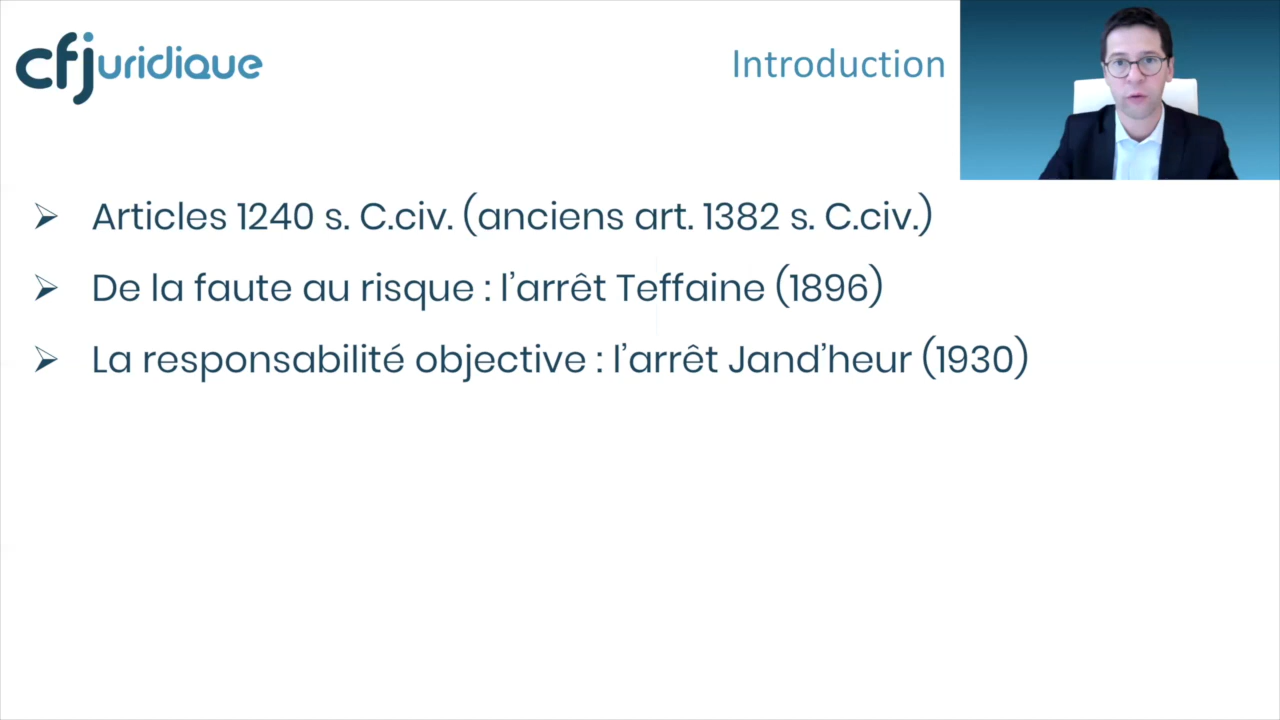 cfjuridique
Introduction
Articles 1240 s. C.civ. (anciens art. 1382 s. C.civ.)
De la faute au risque : l’arrêt Teffaine (1896)
La responsabilité objective : l’arrêt Jand’heur (1930)